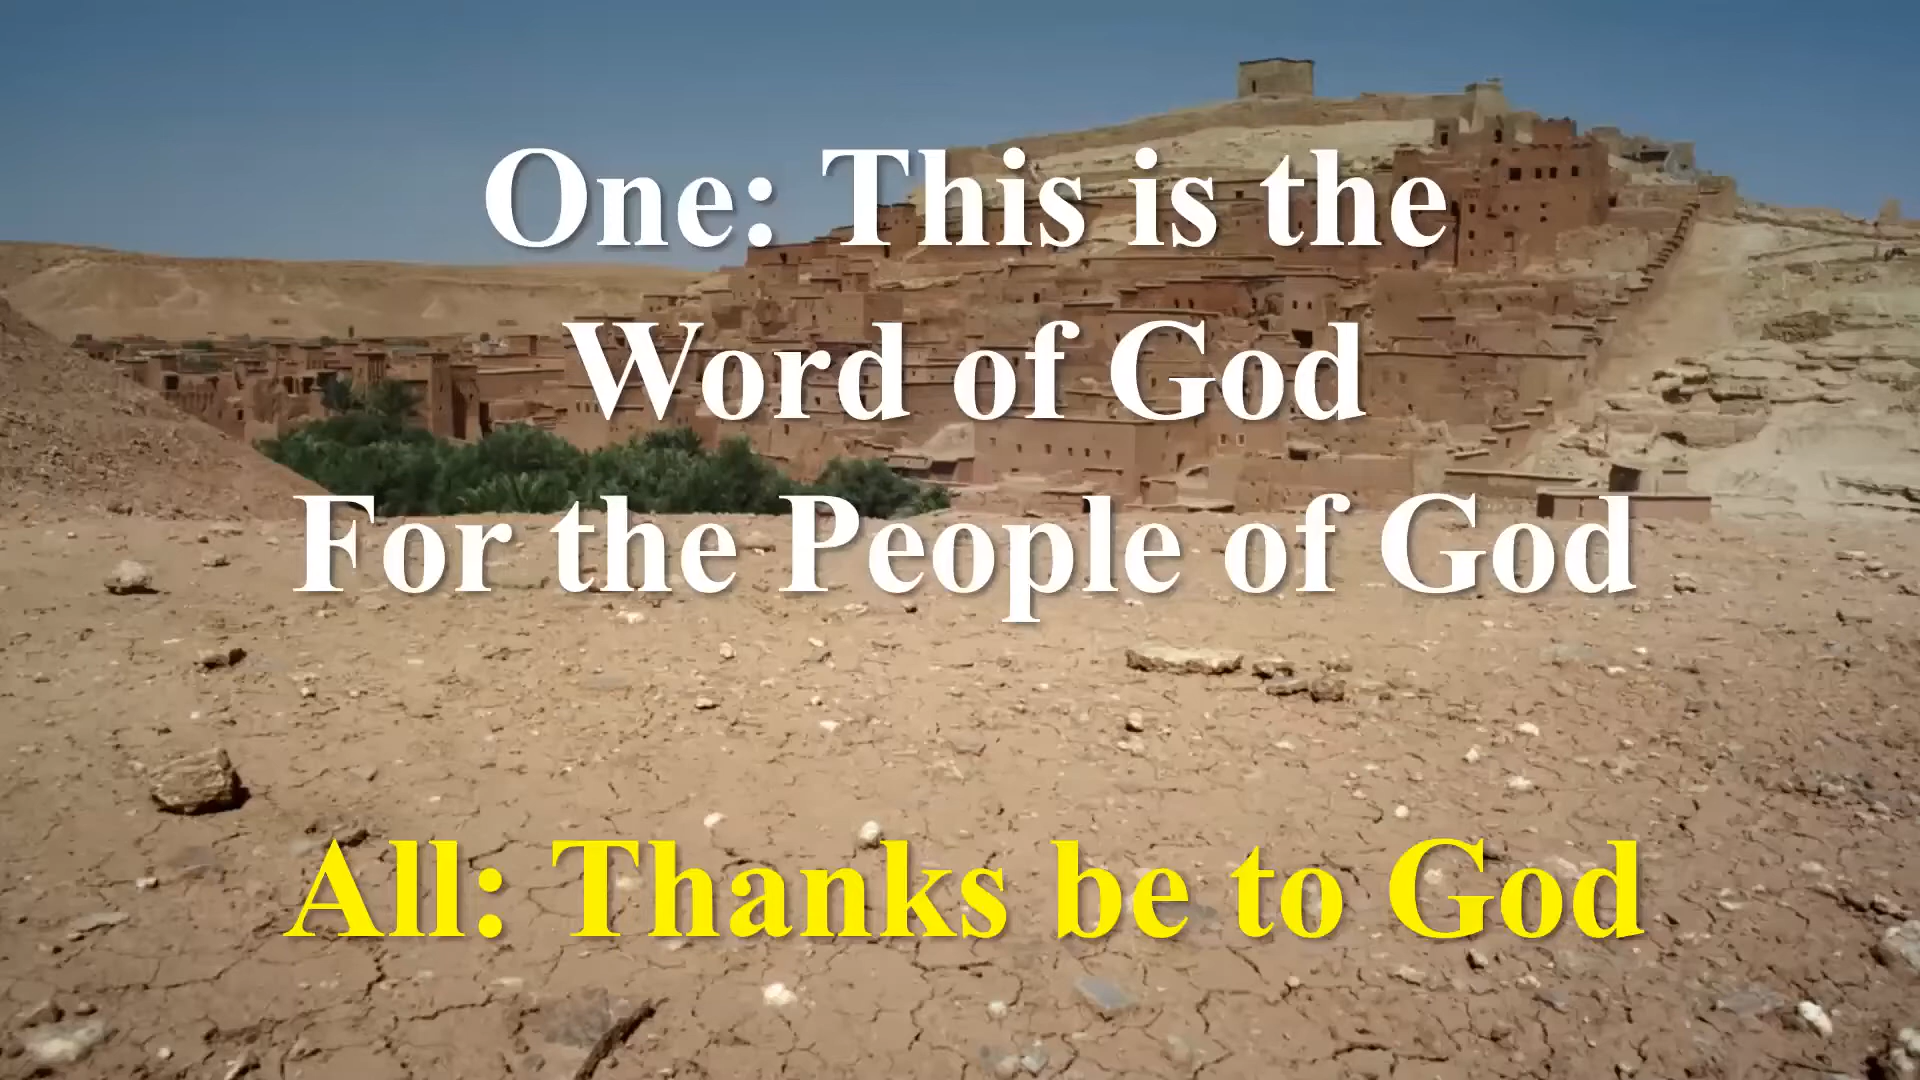 One: This is the
Word of God
For the People of God
All: Thanks be to God